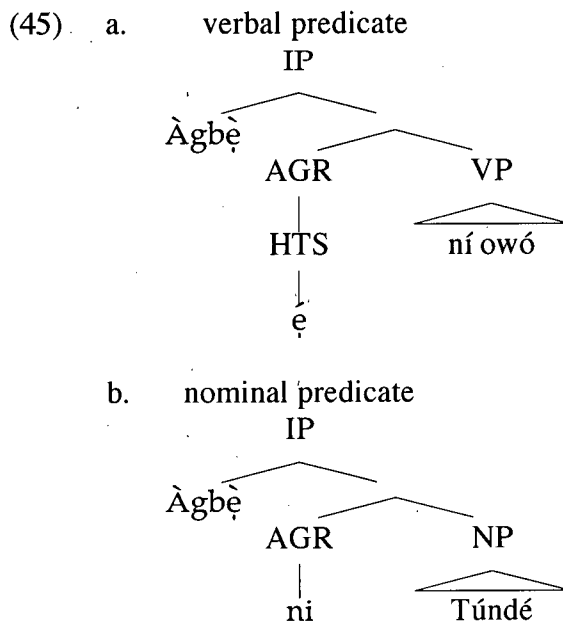 (45) a. verbal predicate
IP
Àgbẹ̀
AGR VP
HTS ní owó
ẹ́
b. nominal predicate
IP
Àgbẹ̀
AGR NP
ni Túndé